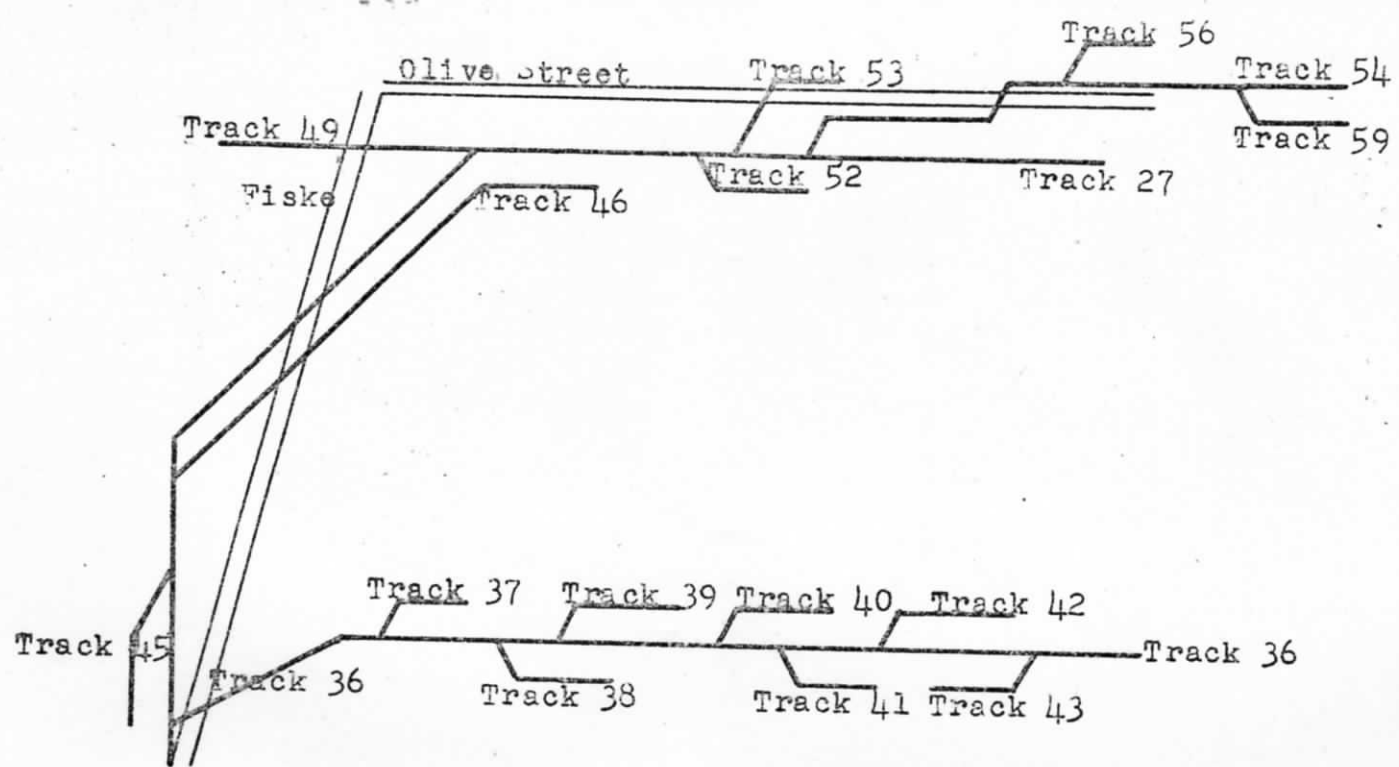 Track 56
Olive Street
Track 53
Track 54
Track 49
Track 59
Track 52
Track 27
Fiske
Track 46
Track 37
Track 39
Track 40
Track 42
Track 45
Track 36
Track 36
Track 38
Track 41
Track 43